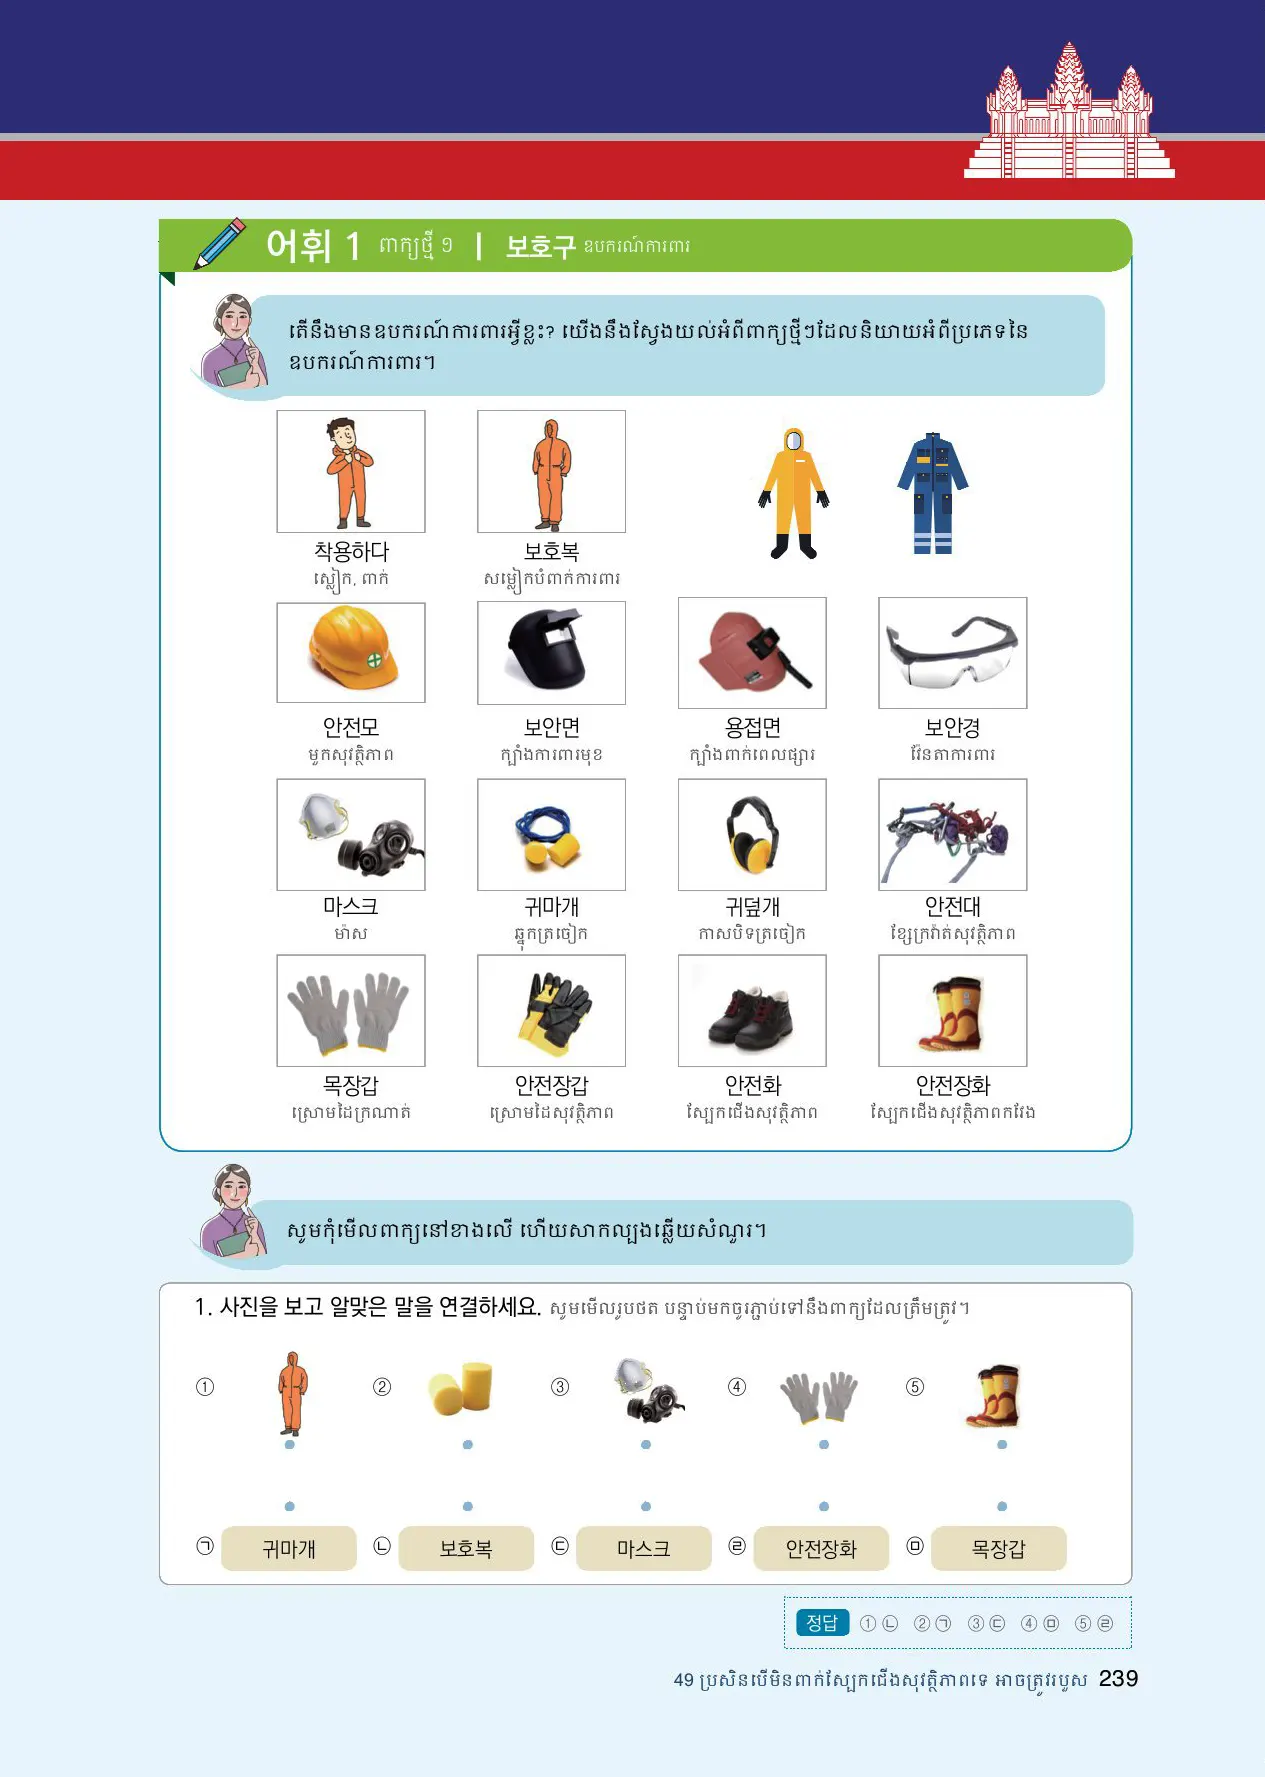 어휘 1 ពាក្យថ្មី ១ | 보호구 ឧបករណ៍ការពារ
តើនឹងមានឧបករណ៍ការពារអ្វីខ្លះ? យើងនឹងស្វែងយល់អំពីពាក្យថ្មីៗដែលនិយាយអំពីប្រភេទនៃ
ឧបករណ៍ការពារ។
착용하다 보호복
ស្លៀក, ពាក់ សម្លៀកបំពាក់ការពារ
안전모 보안면 용접면 보안경
មួកសុវត្ថិភាព ក្បាំងការពារមុខ ក្បាំងពាក់ពេលផ្សារ វ៉ែនតាការពារ
마스크 귀마개 귀덮개 안전대
ម៉ាស ឆ្នុកត្រចៀក កាសបិទត្រចៀក ខ្សែក្រវ៉ាត់សុវត្ថិភាព
목장갑 안전장갑 안전화 안전장화
ស្រោមដៃក្រណាត់ ស្រោមដៃសុវត្ថិភាព ស្បែកជើងសុវត្ថិភាព ស្បែកជើងសុវត្ថិភាពកវែង
សូមកុំមើលពាក្យនៅខាងលើ ហើយសាកល្បងឆ្លើយសំណួរ។
1. 사진을 보고 알맞은 말을 연결하세요. សូមមើលរូបថត បន្ទាប់មកចូរភ្ជាប់ទៅនឹងពាក្យដែលត្រឹមត្រូវ។
① ② ③ ④ ⑤
㉠ 귀마개 ㉡ 보호복 ㉢ 마스크 ㉣ 안전장화 ㉤ 목장갑
정답 ①㉡ ②㉠ ③㉢ ④㉤ ⑤㉣
49 ប្រសិនបើមិនពាក់ស្បែកជើងសុវត្ថិភាពទេ អាចត្រូវរបួស 239